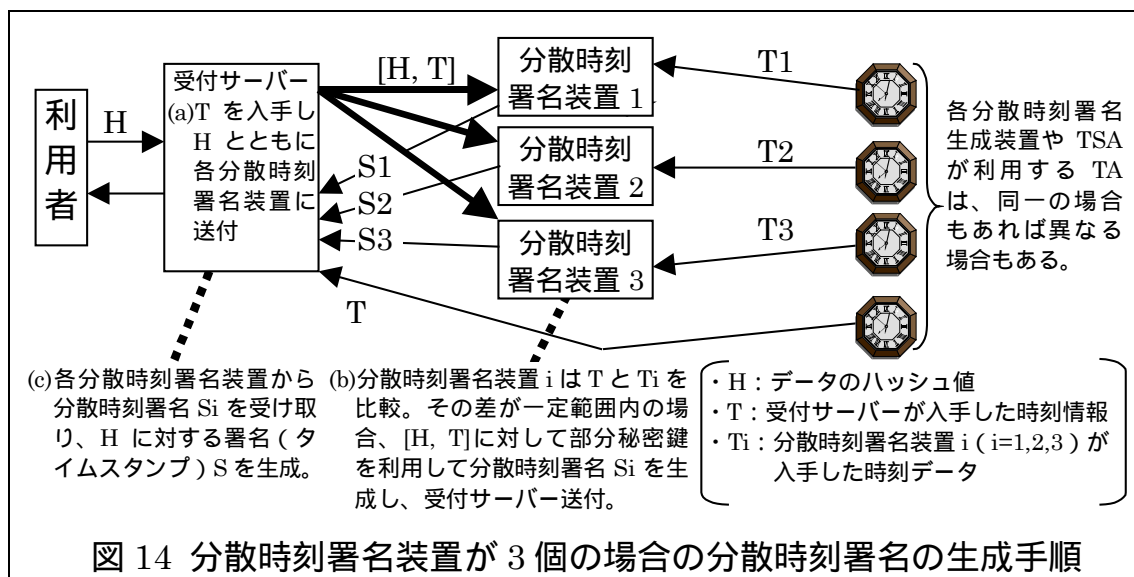 利用者
H
受付サーバー
(a)T を入手し
H とともに
各分散時刻
署名装置に
送付
[H, T]
S1
S2
S3
T
分散時刻
署名装置 1
分散時刻
署名装置 2
分散時刻
署名装置 3
T1
T2
T3
各分散時刻署名
生成装置や TSA
が利用する TA
は、同一の場合
もあれば異なる
場合もある。
(c)各分散時刻署名装置から
分散時刻署名 Si を受け取
り、H に対する署名（タ
イムスタンプ）S を生成。
(b)分散時刻署名装置 i は T と Ti を
比較。その差が一定範囲内の場
合、[H, T]に対して部分秘密鍵
を利用して分散時刻署名 Si を生
成し、受付サーバー送付。
・H：データのハッシュ値
・T：受付サーバーが入手した時刻情報
・Ti：分散時刻署名装置 i（i=1,2,3）が
入手した時刻データ
図 14 分散時刻署名装置が 3 個の場合の分散時刻署名の生成手順